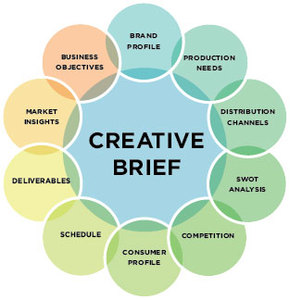 BRAND
PROFILE
PRODUCTION
NEEDS
DISTRIBUTION
CHANNELS
SWOT
ANALYSIS
COMPETITION
CONSUMER
PROFILE
SCHEDULE
DELIVERABLES
MARKET
INSIGHTS
BUSINESS
OBJECTIVES
CREATIVE
BRIEF